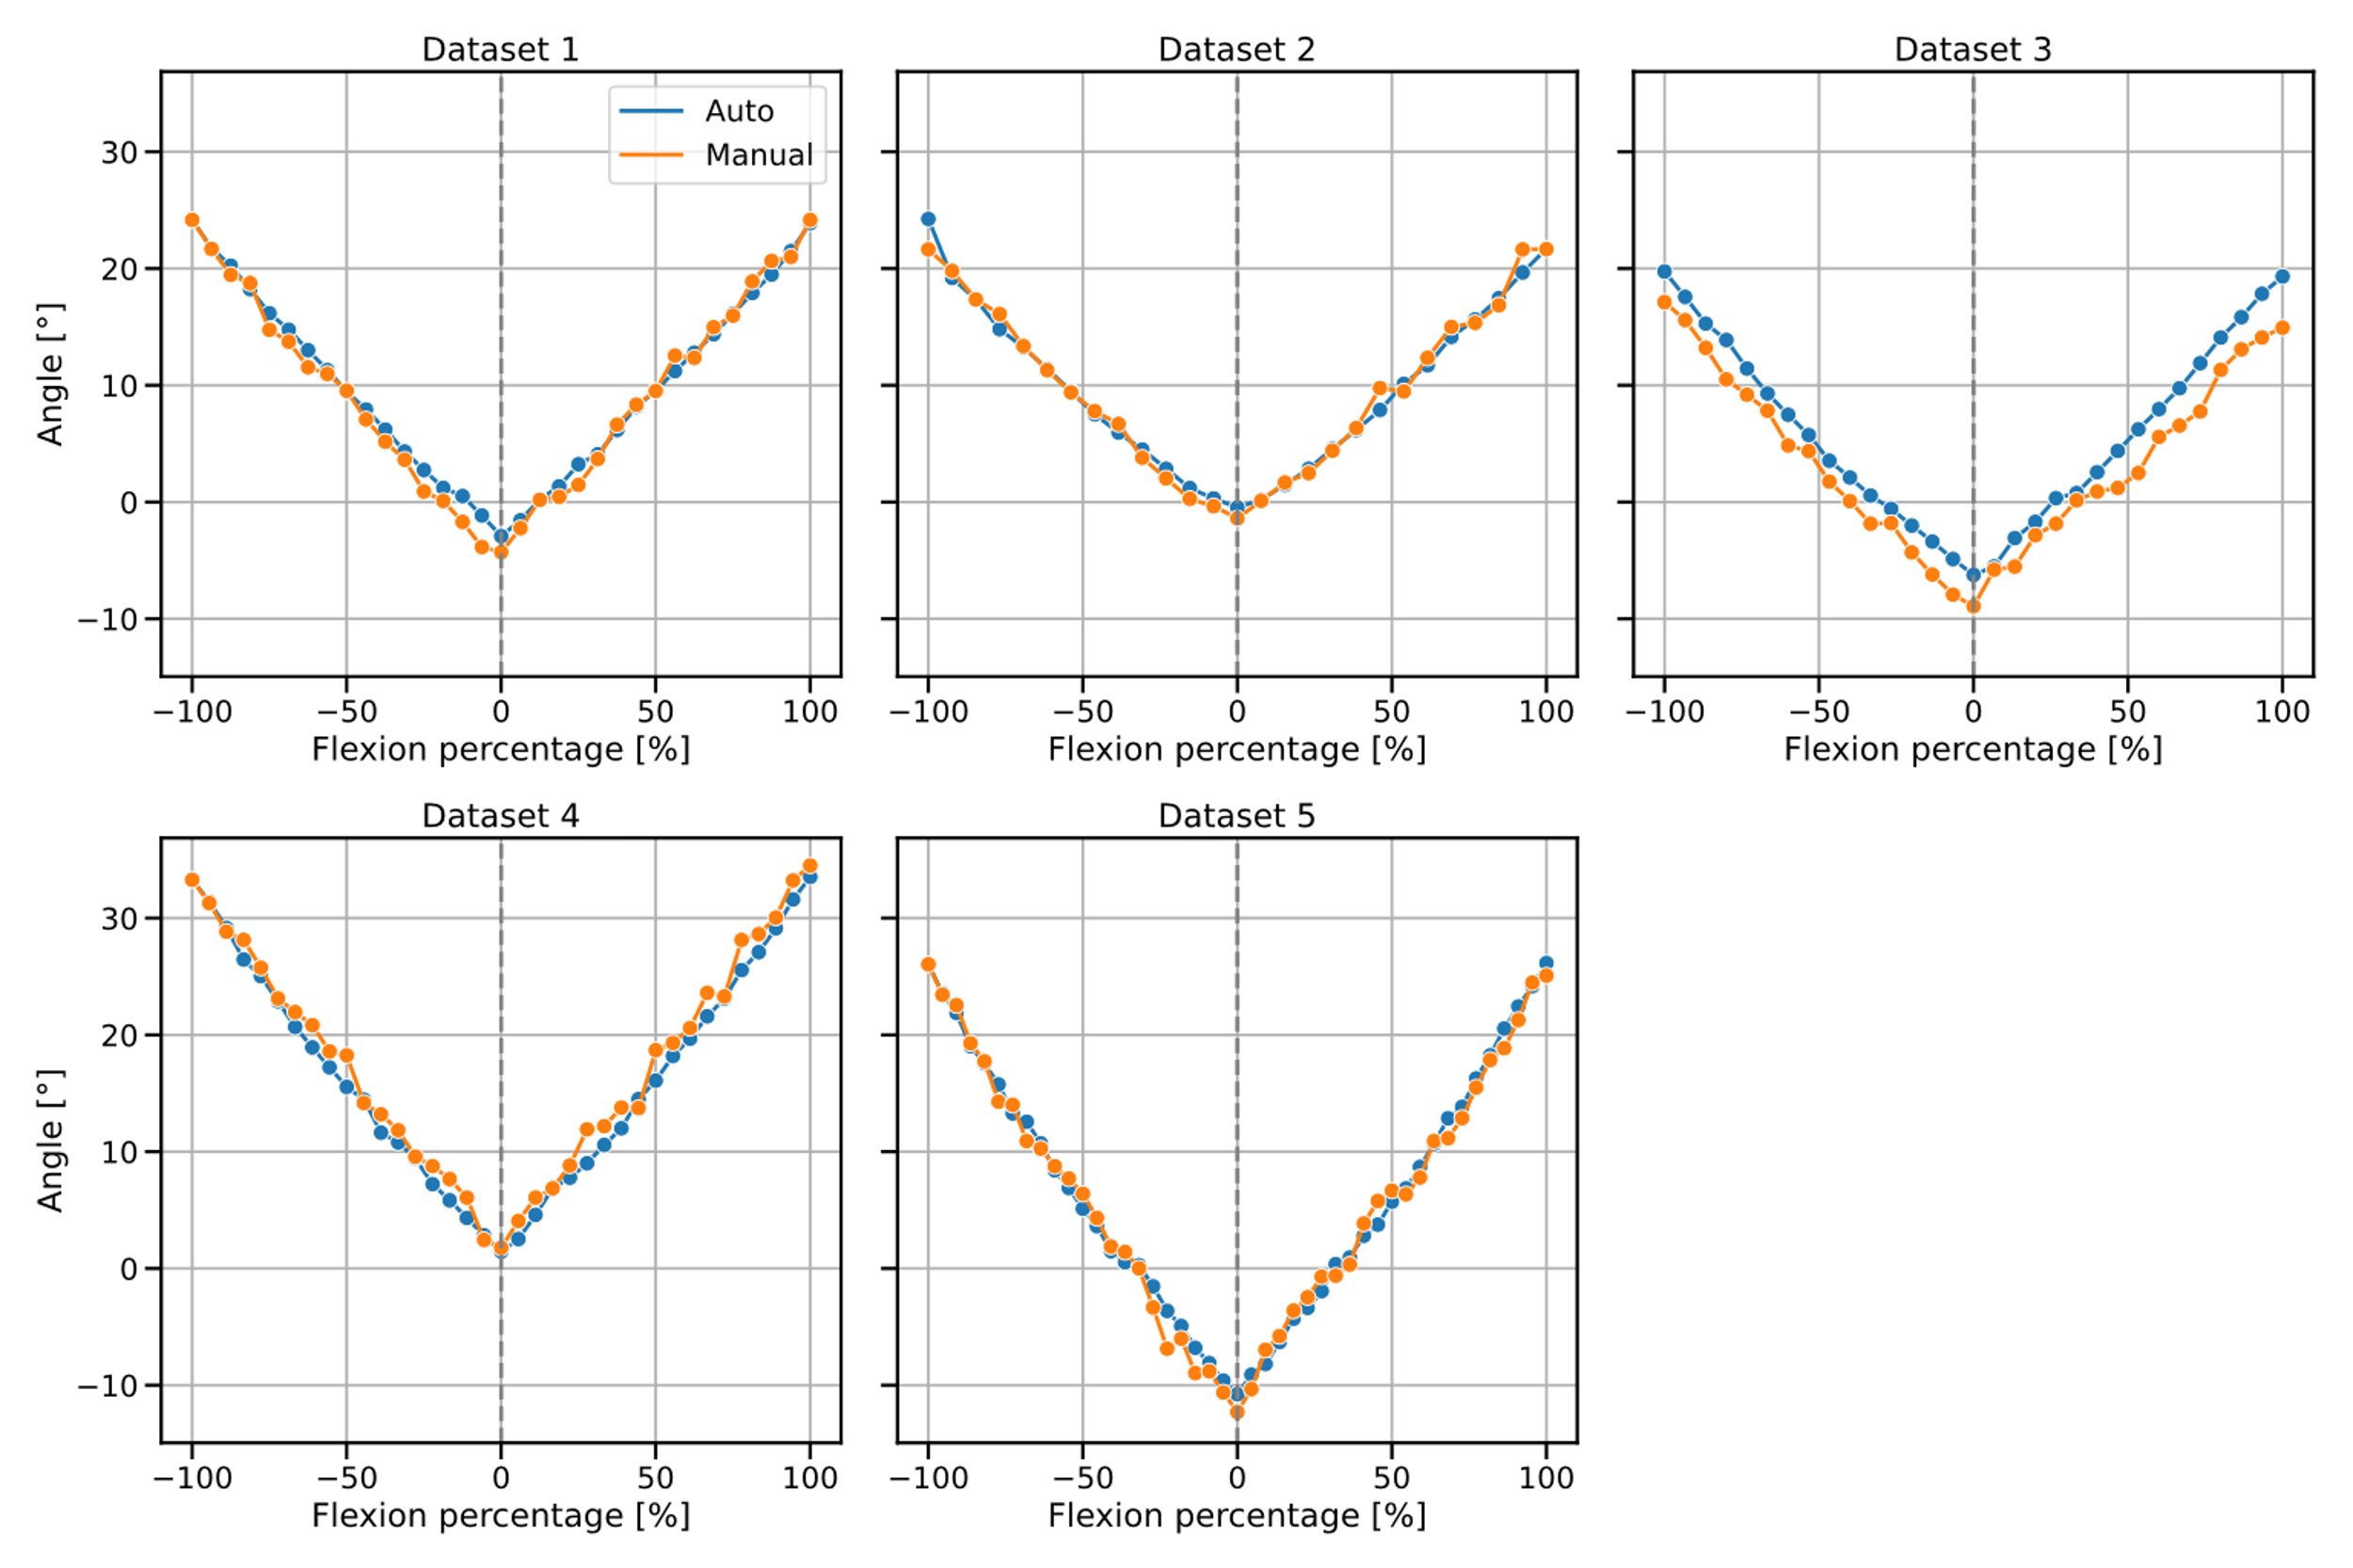 Dataset 1
Dataset 2
Dataset 3
Auto
Manual
Angle [°]
30
20
10
0
−10
−100 −50 0 50 100
−100 −50 0 50 100
−100 −50 0 50 100
Flexion percentage [%]
Flexion percentage [%]
Flexion percentage [%]
Dataset 4
Dataset 5
Angle [°]
30
20
10
0
−10
−100 −50 0 50 100
−100 −50 0 50 100
Flexion percentage [%]
Flexion percentage [%]